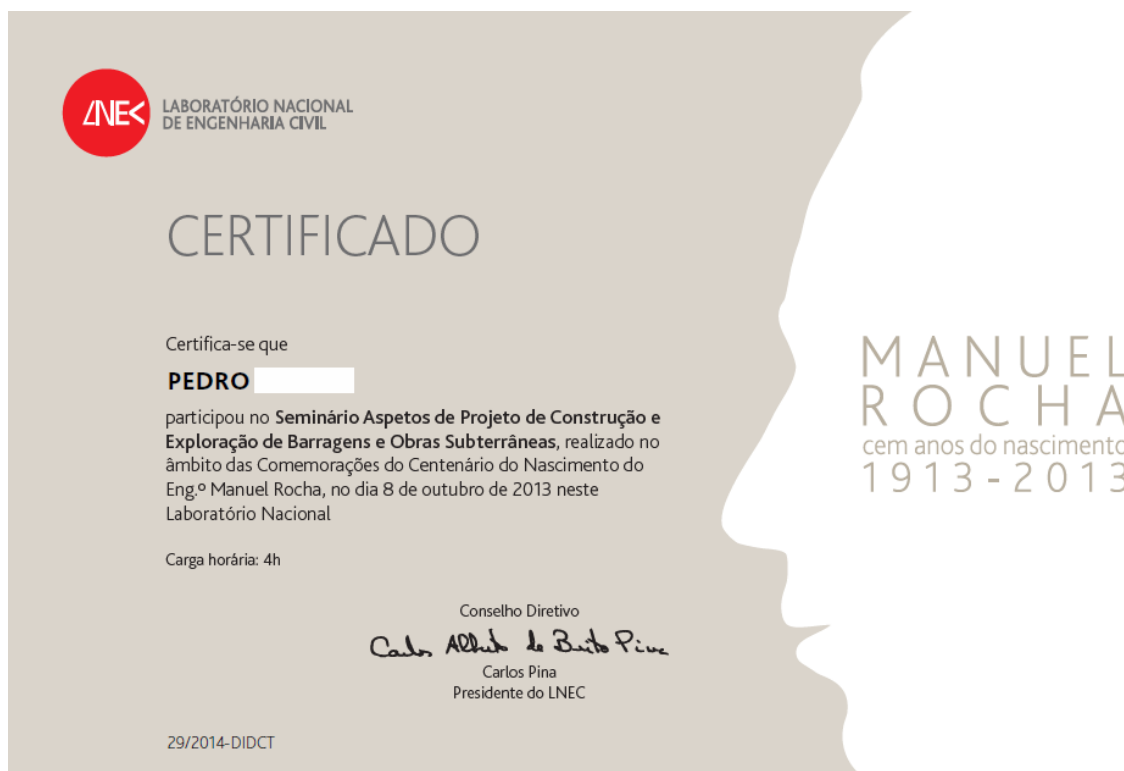 LNEC
LABORATÓRIO NACIONAL
DE ENGENHARIA CIVIL
CERTIFICADO
Certifica-se que
PEDRO
participou no Seminário Aspetos de Projeto de Construção e
Exploração de Barragens e Obras Subterrâneas, realizado no
âmbito das Comemorações do Centenário do Nascimento do
Eng.º Manuel Rocha, no dia 8 de outubro de 2013 neste
Laboratório Nacional
Carga horária: 4h
Conselho Diretivo
Carlos Alberto de Brito Pina
Carlos Pina
Presidente do LNEC
29/2014-DIDCT
MANUEL
ROCHA
cem anos do nascimento
1913-2013